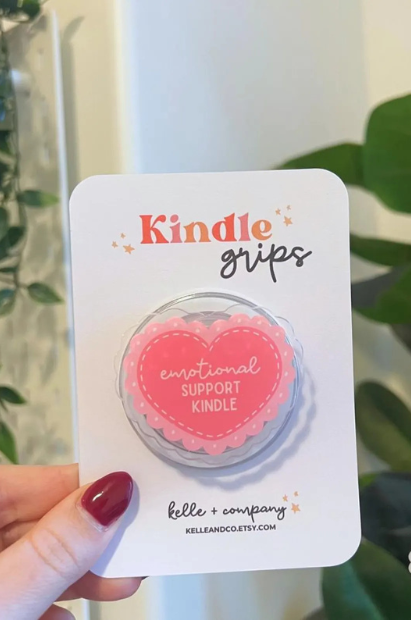 Kindle
grips
emotional
SUPPORT
KINDLE
kelle + company
KELLEANDCO.ETSY.COM